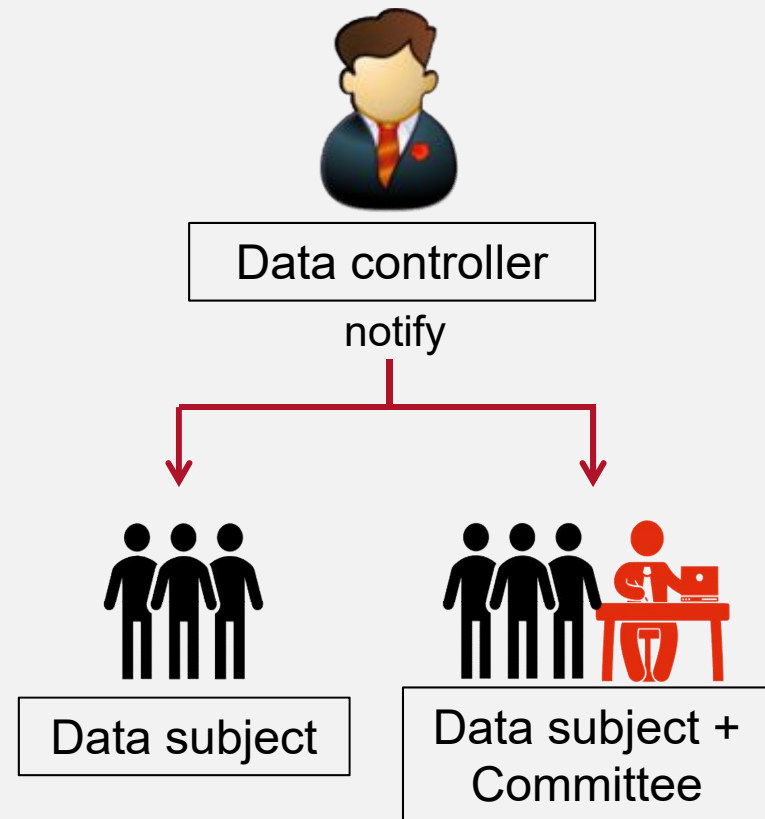 Data controller
notify
Data subject
Data subject +
Committee